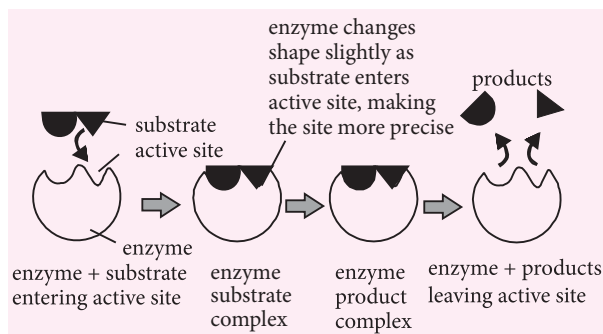 enzyme changes
shape slightly as
substrate enters
active site, making
the site more precise
products
substrate
active site
enzyme
enzyme + substrate
entering active site
enzyme
substrate
complex
enzyme
product
complex
enzyme + products
leaving active site